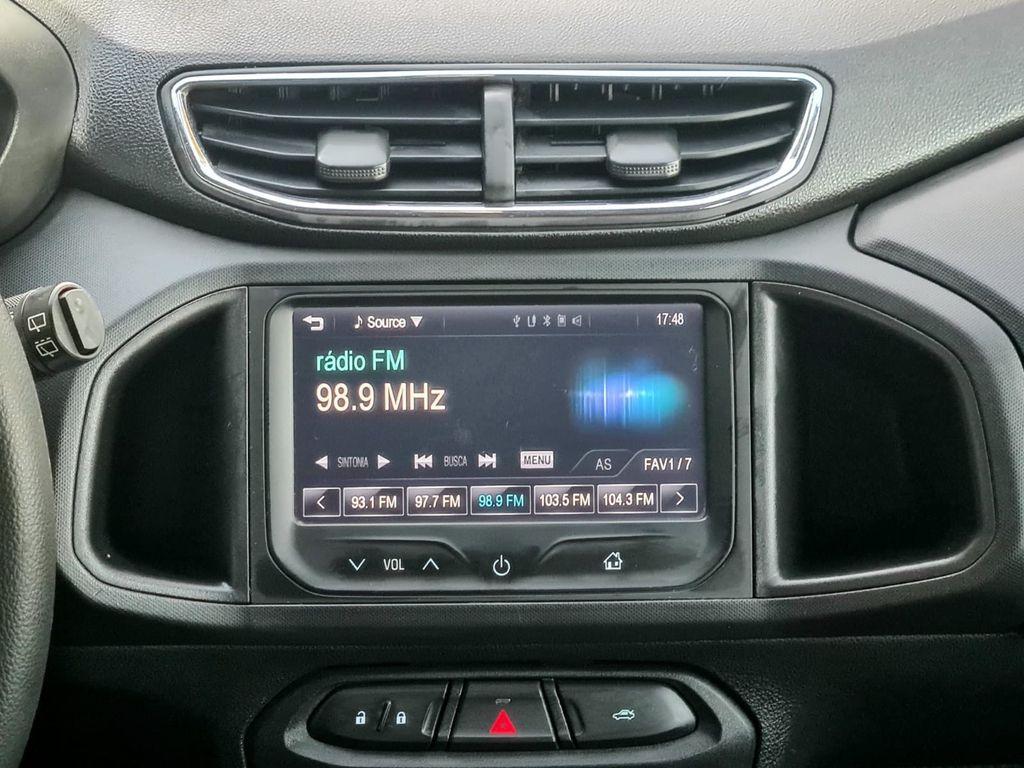 Source 17:48
rádio FM
98.9 MHz
SINTONIA BUSCA MENU AS FAV1 / 7
93.1 FM 97.7 FM 98.9 FM 103.5 FM 104.3 FM
VOL